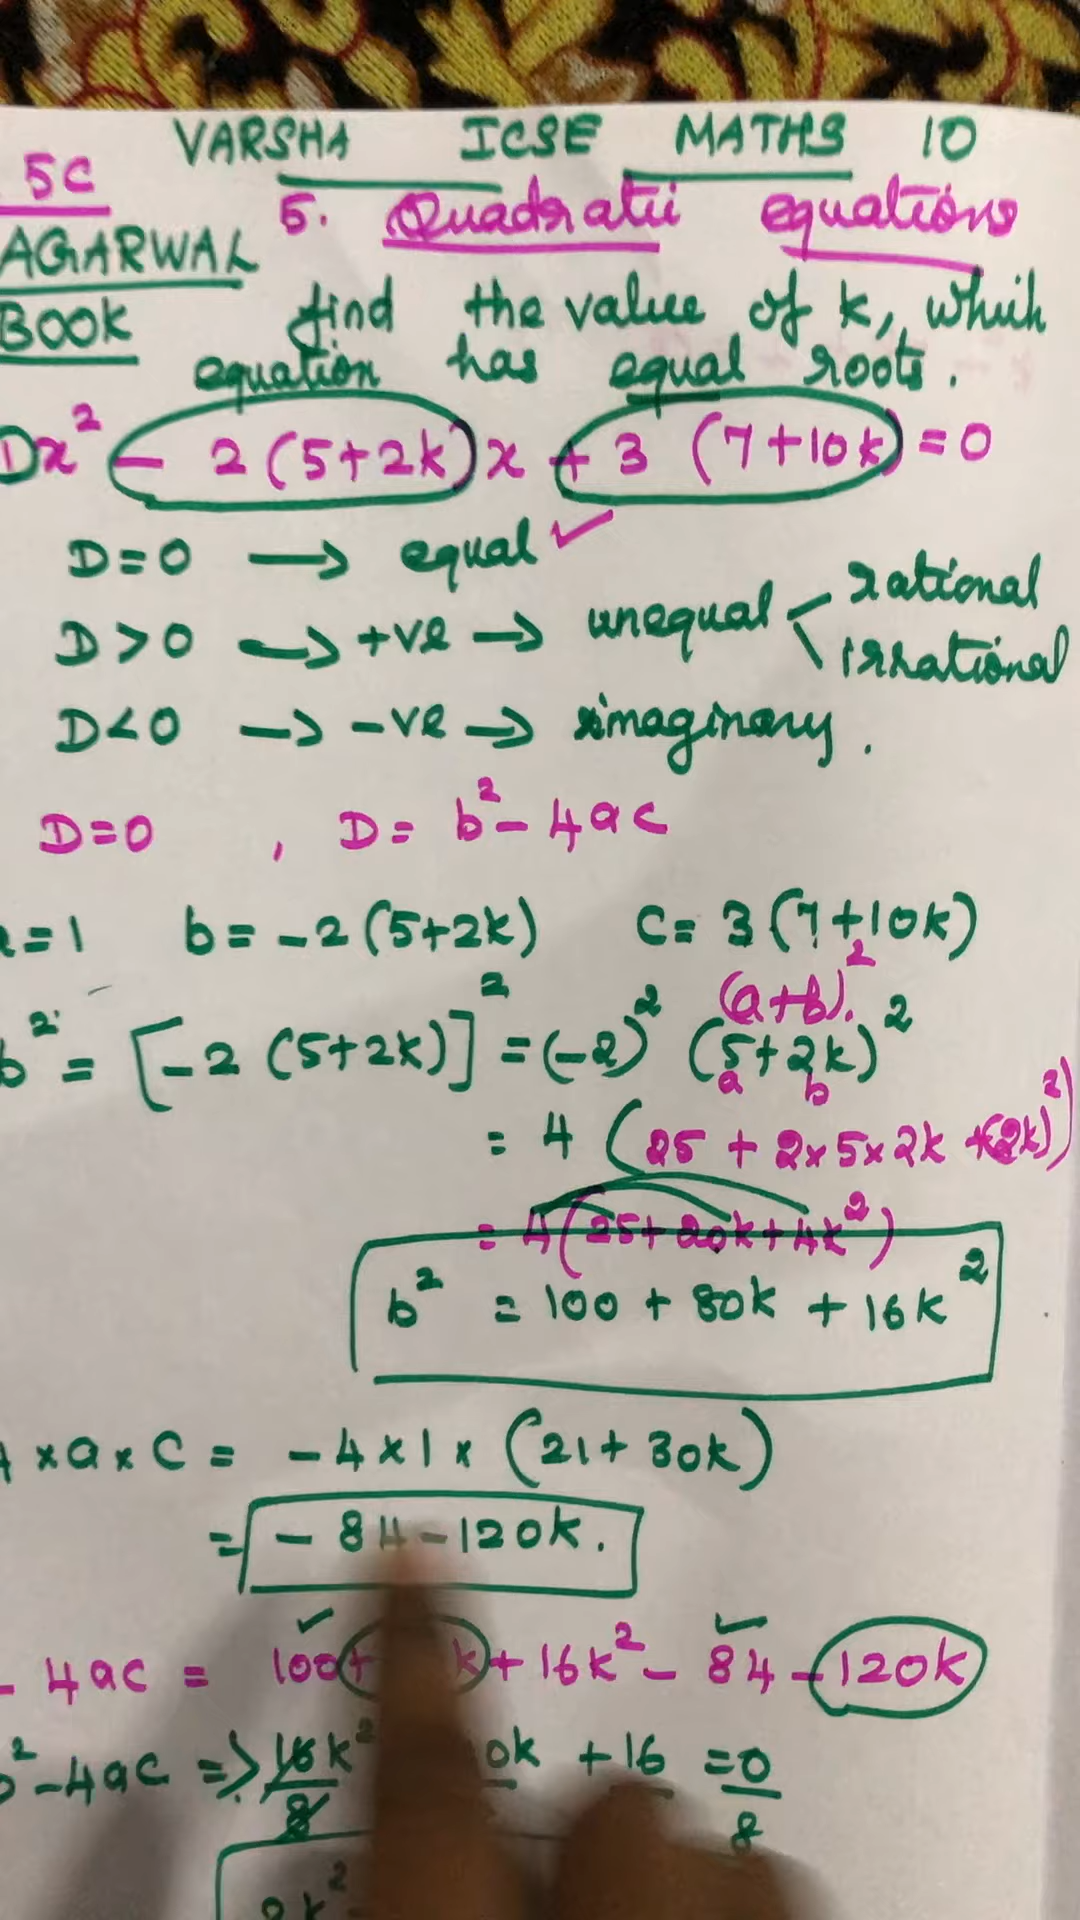 VARSHA ICSE MATHS 10
5C
5. Quadratic equations
AGARWAL
BOOK find the value of k, which
equation has equal roots.
x² - 2(5+2k)x + 3 (7+10k) = 0
D=0 → equal ✓
D>0 → +ve → unequal < rational
irrational
D<0 → -ve → imaginary.
D=0 , D= b²-4ac
=1 b= -2(5+2k) C= 3(7+10k)
(a+b)²
b² = [-2 (5+2k)]² = (-2)² (5+2k)²
a b
= 4 (25 + 2×5×2k +(2k)²)
= 4(25+20k+4k²)
b² = 100 + 80k + 16k²
×a×C = -4×1× (21+30k)
= -84-120k.
- 4ac = 100+ k+16k²- 84 -120k
²-4ac => 16k² 0k +16 =0
8 8
2k²